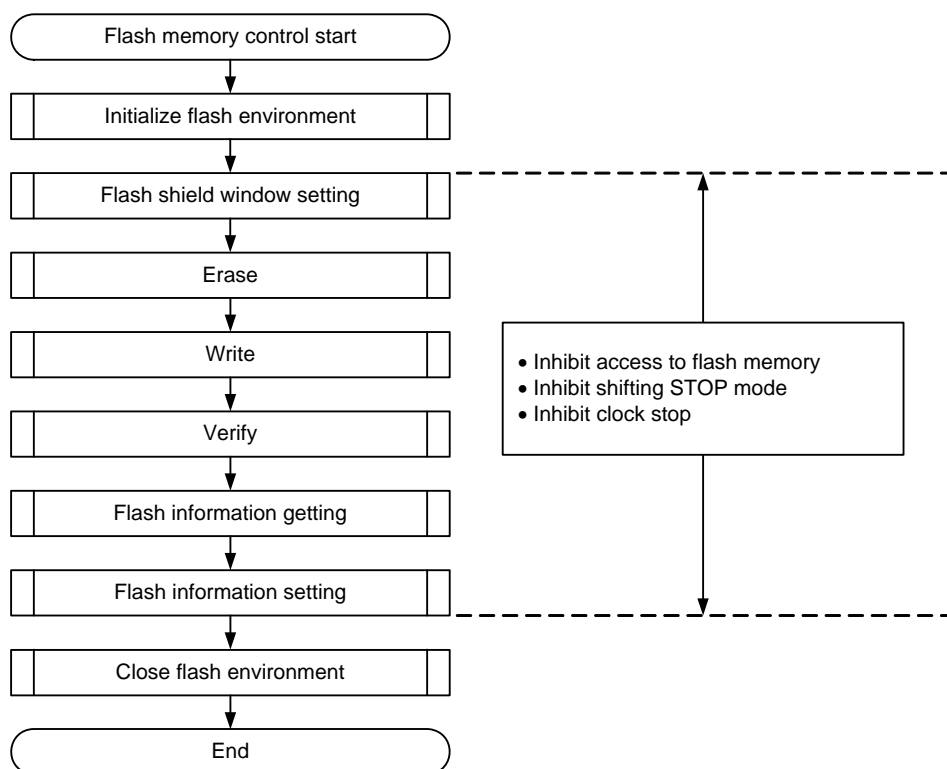 Flash memory control start
Initialize flash environment
Flash shield window setting
Erase
Write
Verify
Flash information getting
Flash information setting
Close flash environment
End
• Inhibit access to flash memory
• Inhibit shifting STOP mode
• Inhibit clock stop